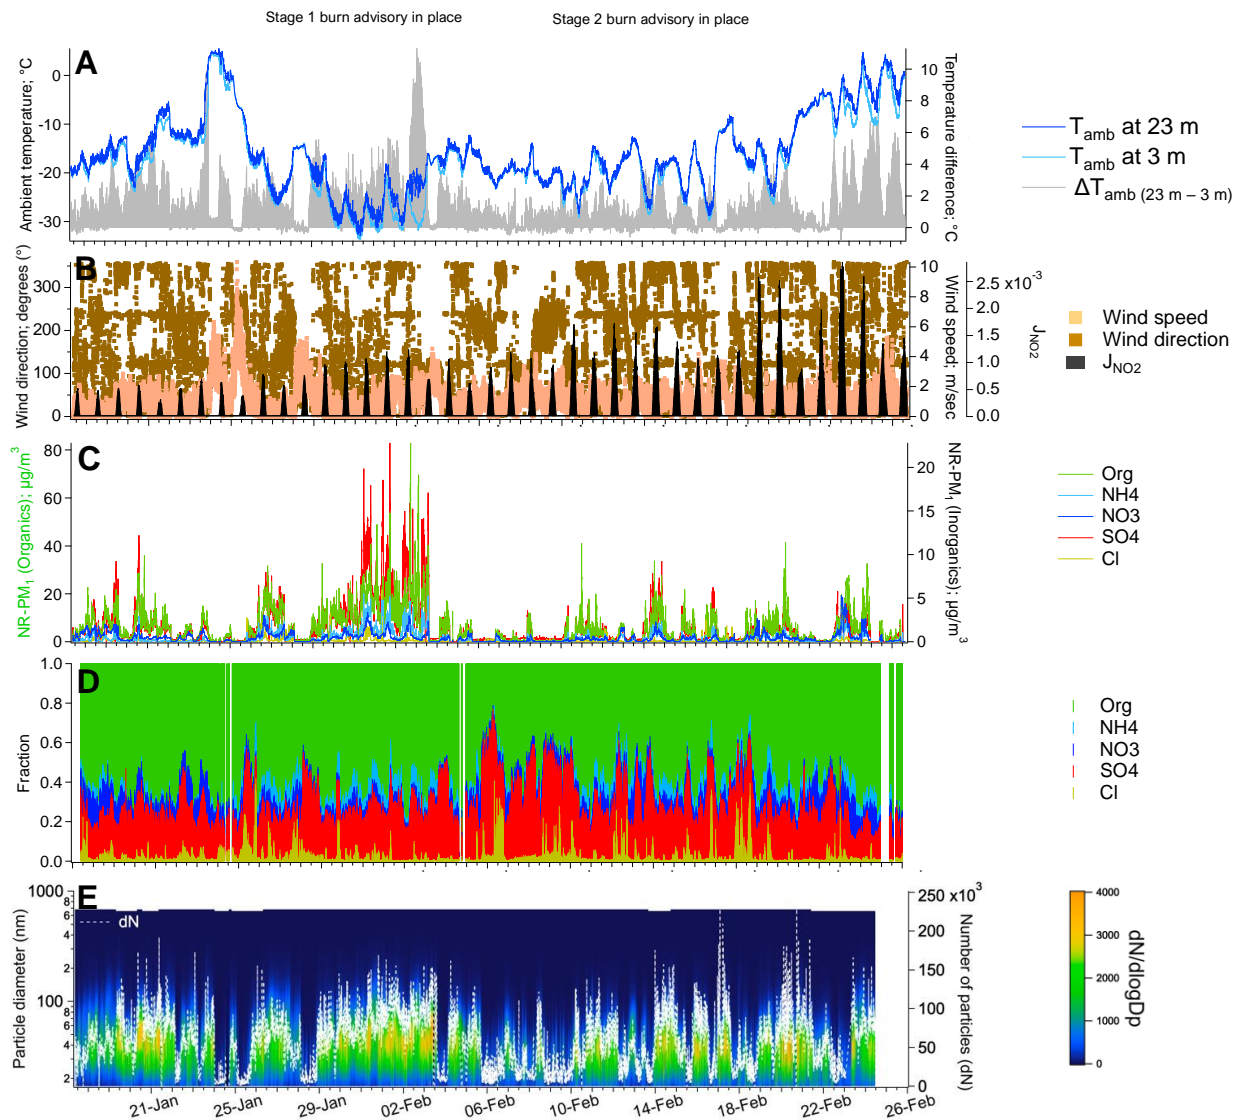 Stage 1 burn advisory in place
Stage 2 burn advisory in place
A
Ambient temperature; °C
0
-10
-20
-30
10
8
6
4
2
0
Temperature difference; °C
Tamb at 23 m
Tamb at 3 m
ΔTamb (23 m – 3 m)
B
Wind direction; degrees (°)
300
200
100
0
10
8
6
4
2
0
Wind speed; m/sec
2.5 x10-3
2.0
1.5
1.0
0.5
0.0
JNO2
Wind speed
Wind direction
JNO2
C
NR-PM1 (Organics); µg/m3
80
60
40
20
0
20
15
10
5
0
NR-PM1 (Inorganics); µg/m3
Org
NH4
NO3
SO4
Cl
D
Fraction
1.0
0.8
0.6
0.4
0.2
0.0
Org
NH4
NO3
SO4
Cl
E
Particle diameter (nm)
1000
8
6
4
2
100
8
6
4
2
dN
250 x103
200
150
100
50
0
Number of particles (dN)
4000
3000
2000
1000
0
dN/dlogDp
21-Jan
25-Jan
29-Jan
02-Feb
06-Feb
10-Feb
14-Feb
18-Feb
22-Feb
26-Feb